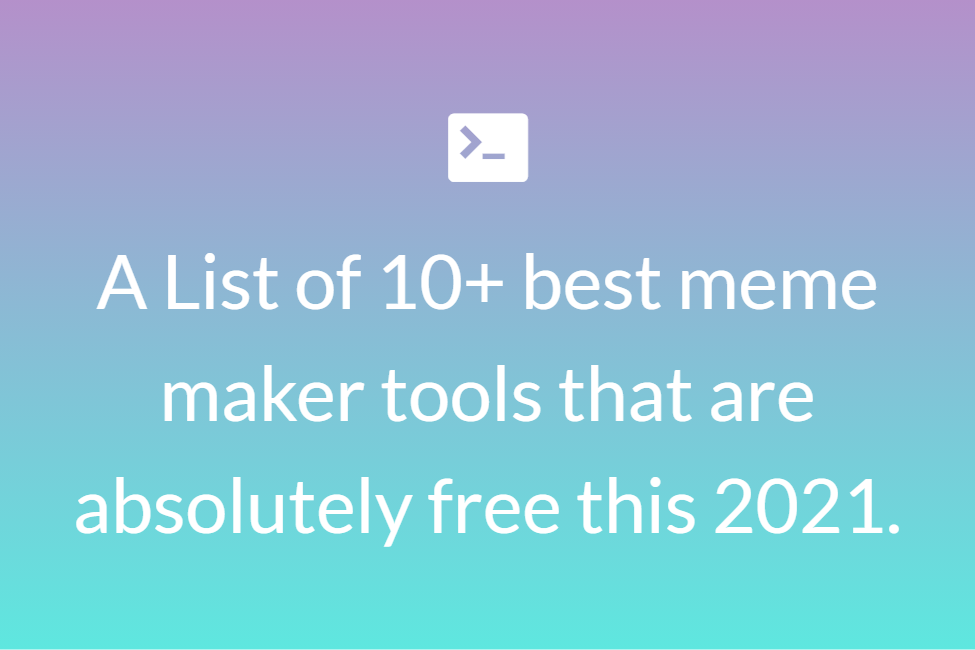 A List of 10+ best meme
maker tools that are
absolutely free this 2021.